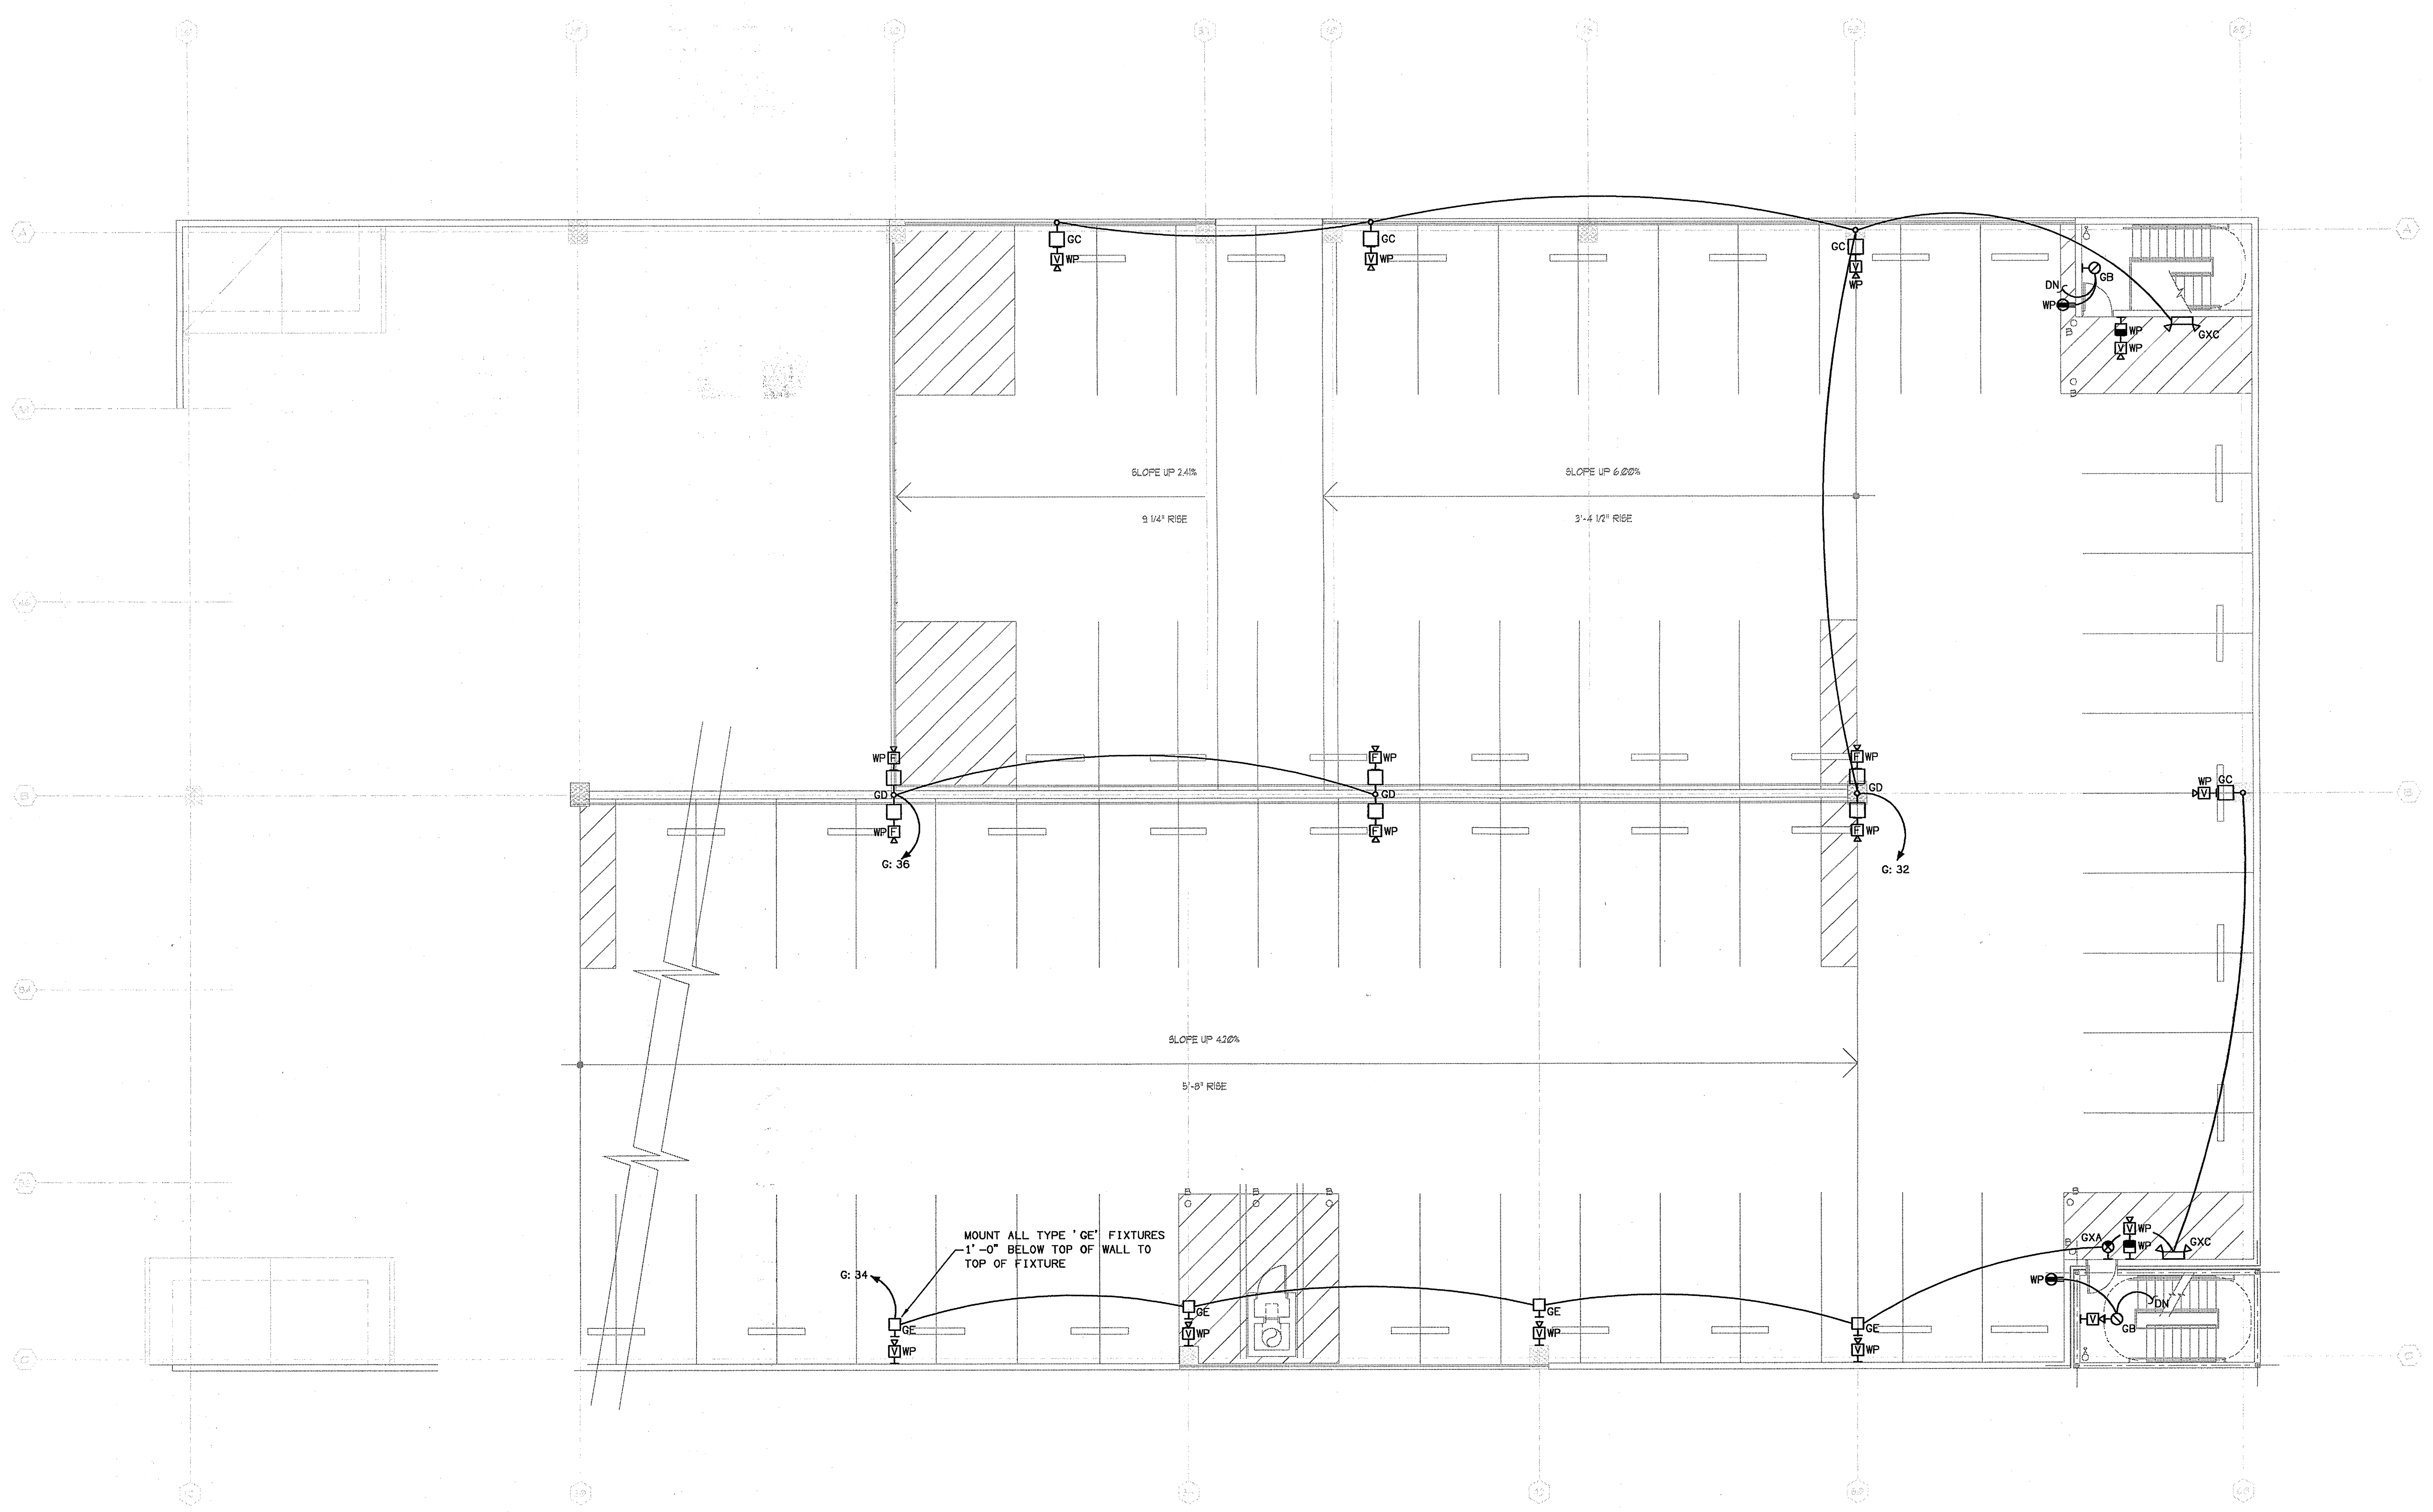 A
A
GC
V WP
GC
V WP
GC
V
WP
GB
DN
WP
WP
V WP
GXC
B
B
SLOPE UP 2.41%
9 1/4" RISE
SLOPE UP 6.00%
3'-4 1/2" RISE
WP F
F WP
F WP
GD
GD
GD
WP GC
V
B
B
WP F
F WP
F WP
G: 36
G: 32
SLOPE UP 4.20%
5'-8" RISE
B
B
B
B
MOUNT ALL TYPE 'GE' FIXTURES
1'-0" BELOW TOP OF WALL TO
TOP OF FIXTURE
V WP
GXA
WP
GXC
B
G: 34
WP
GE
GE
GE
GE
DN
V
GB
V WP
V WP
V WP
V WP